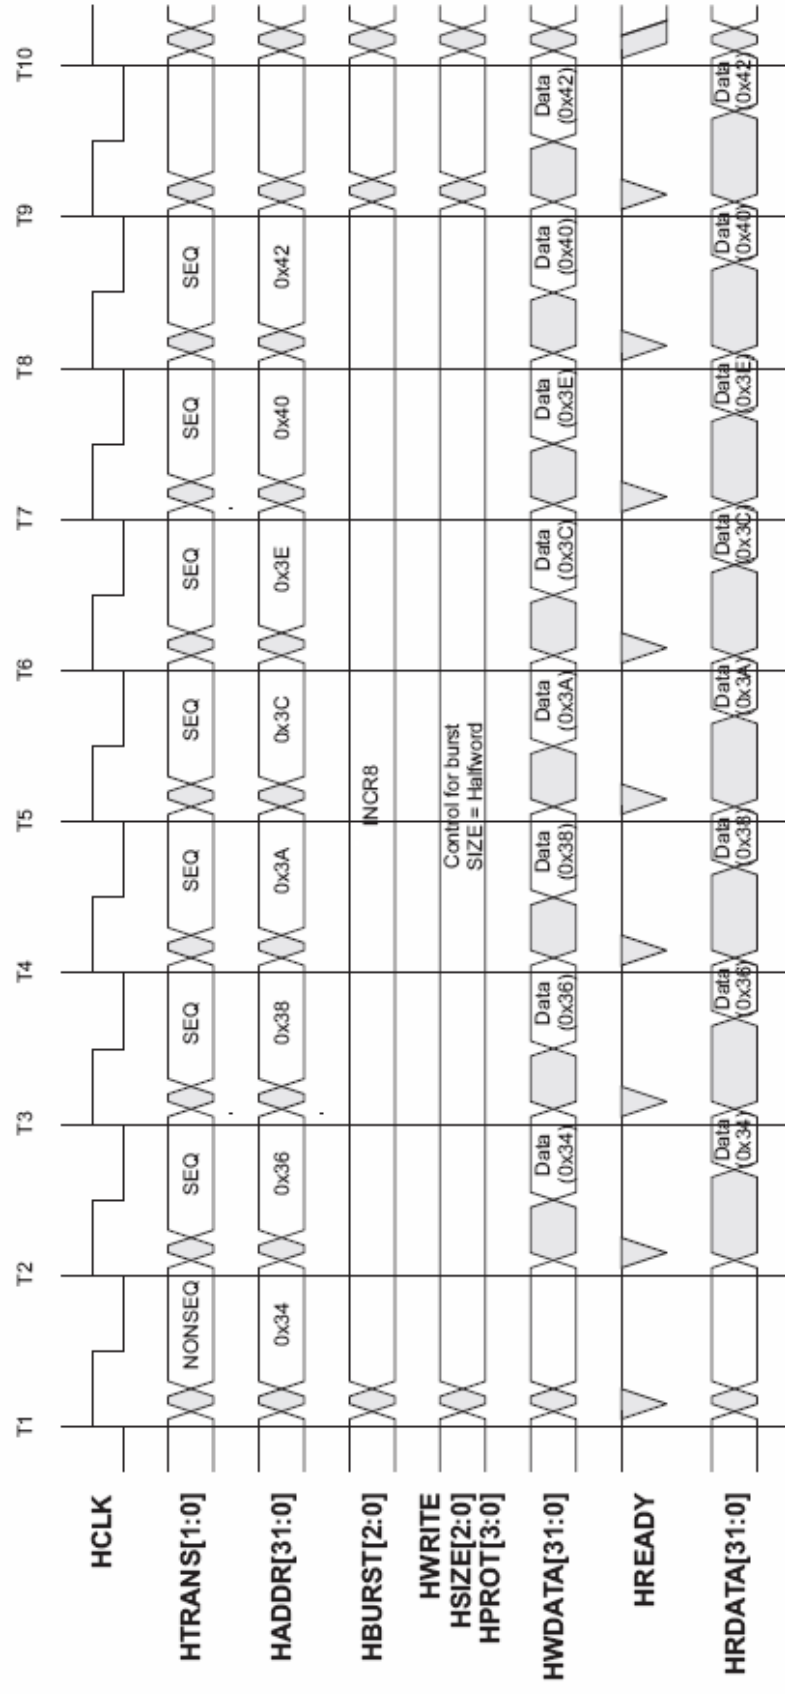 T1 T2 T3 T4 T5 T6 T7 T8 T9 T10
HCLK
HTRANS[1:0] NONSEQ SEQ SEQ SEQ SEQ SEQ SEQ SEQ
HADDR[31:0] 0x34 0x36 0x38 0x3A 0x3C 0x3E 0x40 0x42
HBURST[2:0] INCR8
HWRITE
HSIZE[2:0]
HPROT[3:0]
Control for burst
SIZE = Halfword
HWDATA[31:0]
Data Data Data Data Data Data Data Data
(0x34) (0x36) (0x38) (0x3A) (0x3C) (0x3E) (0x40) (0x42)
HREADY
HRDATA[31:0]
Data Data Data Data Data Data Data Data
(0x34) (0x36) (0x38) (0x3A) (0x3C) (0x3E) (0x40) (0x42)